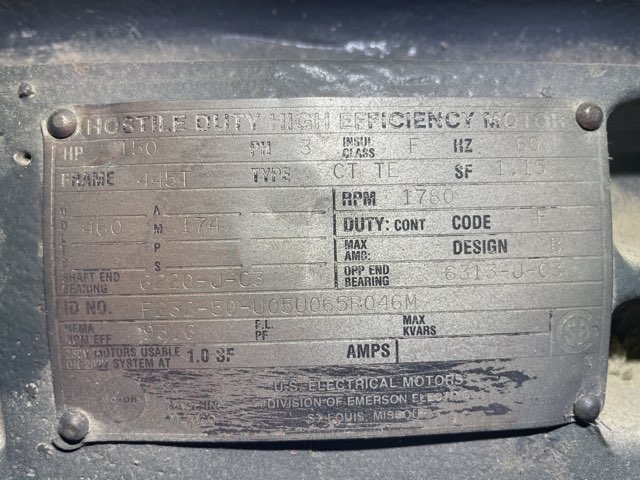 HOSTILE DUTY HIGH EFFICIENCY MOTOR
HP 150 PH 3 INSUL CLASS F HZ
FRAME 445T TYPE CT TE SF
RPM 1780
VOLTS 460 AMPS 174 DUTY: CONT CODE
MAX AMB: DESIGN B
SHAFT END BEARING 6220-J-C3 OPP END BEARING 6313-J-C3
ID NO.
NEMA NOM EFF F.L. PF MAX KVARS
MOTORS USABLE SYSTEM AT 1.0 SF AMPS
U.S. ELECTRICAL MOTORS
DIVISION OF EMERSON ELECTRIC
ST LOUIS, MISSOURI